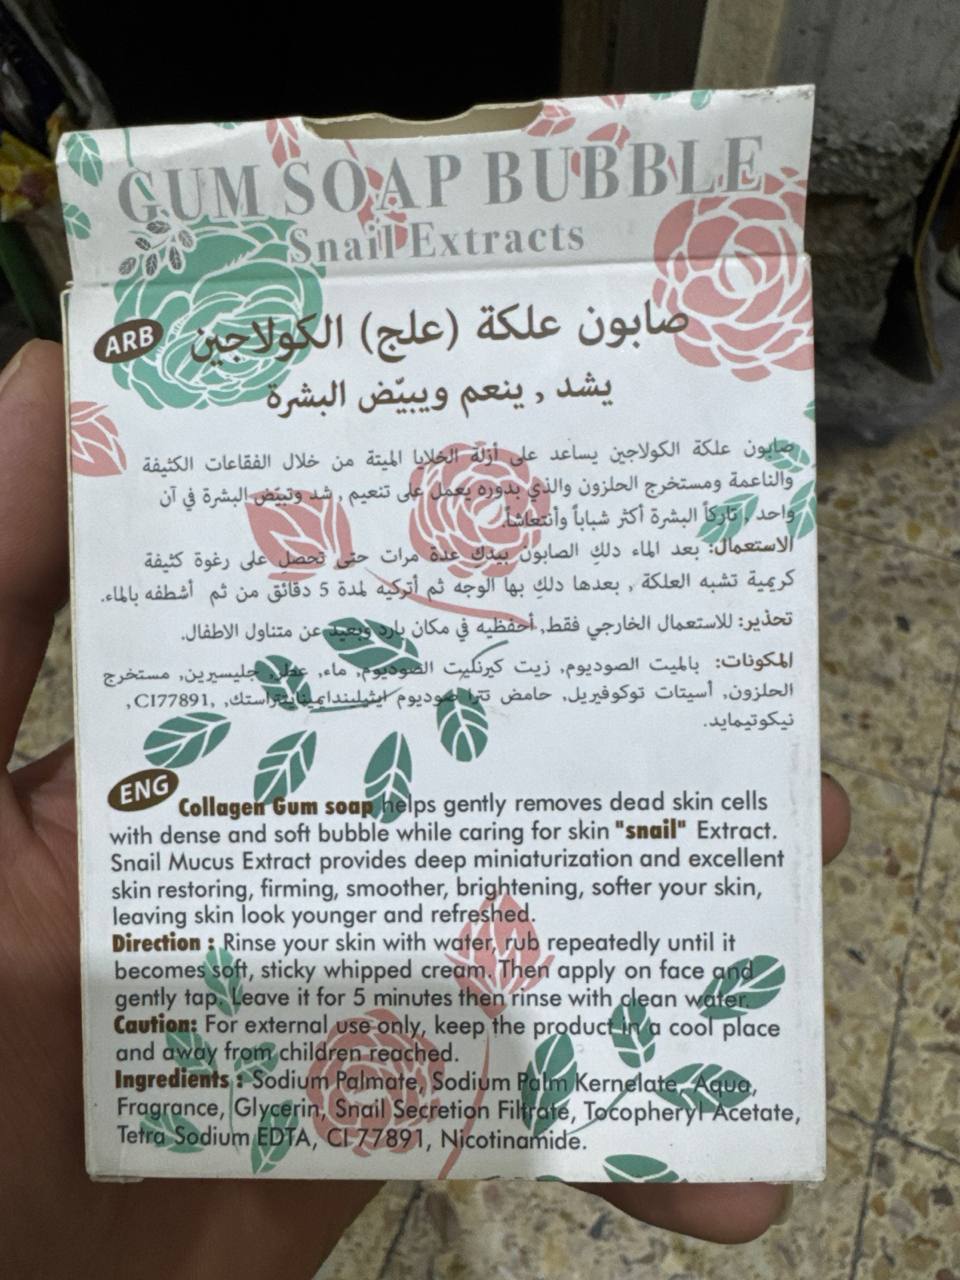 GUM SOAP BUBBLE
Snail Extracts
ARB
صابون علكة (علج) الكولاجين
يشد , ينعم ويبيّض البشرة
صابون علكة الكولاجين يساعد على أزلة الخلايا الميتة من خلال الفقاعات الكثيفة
والناعمة ومستخرج الحلزون والذي بدوره يعمل على تنعيم , شد وتبيّض البشرة في آن
واحد , تاركاً البشرة أكثر شباباً وأنتعاشاً.
الاستعمال: بعد الماء دلكِ الصابون بيدك عدة مرات حتى تحصلِ على رغوة كثيفة
كريمية تشبه العلكة , بعدها دلكِ بها الوجه ثم أتركيه لمدة 5 دقائق من ثم أشطفه بالماء.
تحذير: للاستعمال الخارجي فقط, أحفظيه في مكان بارد وبعيد عن متناول الاطفال.
المكونات: بالميت الصوديوم, زيت كيرنليت الصوديوم, ماء, عطر, جليسيرين, مستخرج
الحلزون, أسيتات توكوفيريل, حامض تترا صوديوم , CI77891,
نيكوتيمايد.
ENG
Collagen Gum soap helps gently removes dead skin cells
with dense and soft bubble while caring for skin "snail" Extract.
Snail Mucus Extract provides deep miniaturization and excellent
skin restoring, firming, smoother, brightening, softer your skin,
leaving skin look younger and refreshed.
Direction : Rinse your skin with water, rub repeatedly until it
becomes soft, sticky whipped cream. Then apply on face and
gently tap. Leave it for 5 minutes then rinse with clean water.
Caution: For external use only, keep the product in a cool place
and away from children reached.
Ingredients : Sodium Palmate, Sodium Palm Kernelate, Aqua,
Fragrance, Glycerin, Snail Secretion Filtrate, Tocopheryl Acetate,
Tetra Sodium EDTA, CI 77891, Nicotinamide.